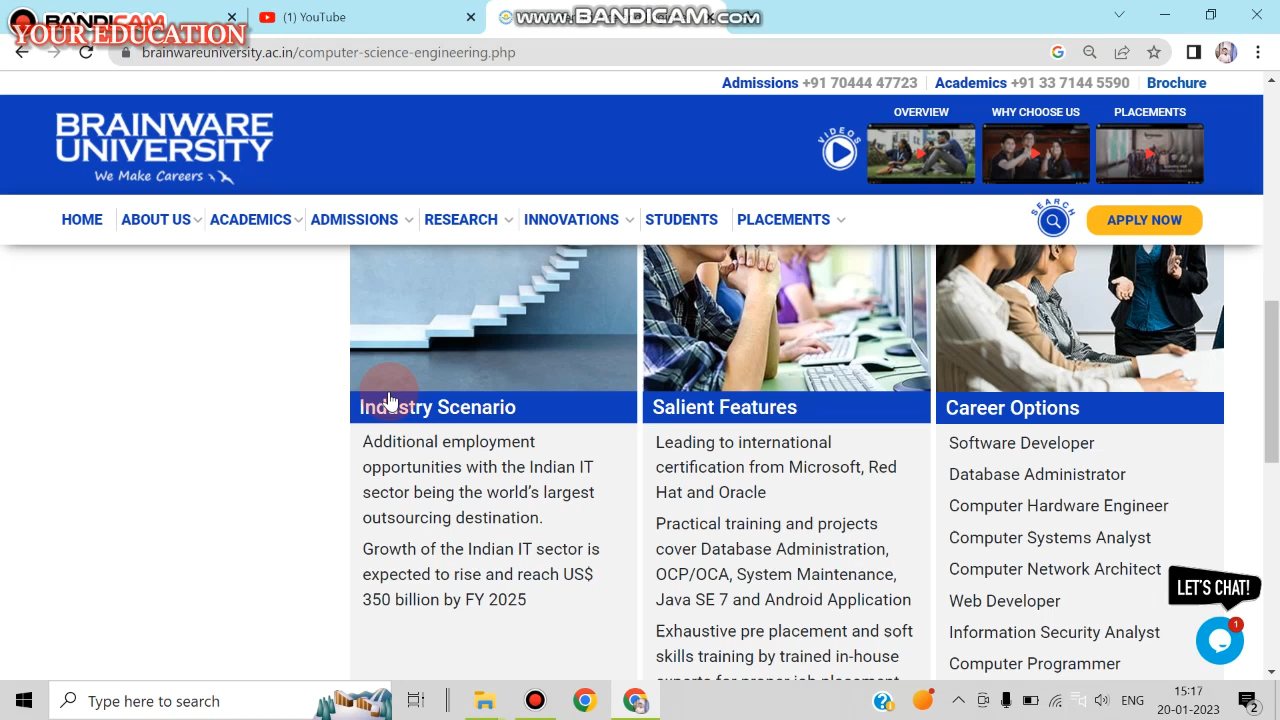 BANDICAM
YOUR EDUCATION
(1) YouTube
www.BANDICAM.com
brainwareuniversity.ac.in/computer-science-engineering.php
Admissions +91 70444 47723 Academics +91 33 7144 5590 Brochure
BRAINWARE
UNIVERSITY
We Make Careers
VIDEOS
OVERVIEW WHY CHOOSE US PLACEMENTS
HOME ABOUT US ACADEMICS ADMISSIONS RESEARCH INNOVATIONS STUDENTS PLACEMENTS SEARCH APPLY NOW
Industry Scenario
Additional employment
opportunities with the Indian IT
sector being the world's largest
outsourcing destination.
Growth of the Indian IT sector is
expected to rise and reach US$
350 billion by FY 2025
Salient Features
Leading to international
certification from Microsoft, Red
Hat and Oracle
Practical training and projects
cover Database Administration,
OCP/OCA, System Maintenance,
Java SE 7 and Android Application
Exhaustive pre placement and soft
skills training by trained in-house
experts for proper job placement
Career Options
Software Developer
Database Administrator
Computer Hardware Engineer
Computer Systems Analyst
Computer Network Architect
Web Developer
Information Security Analyst
Computer Programmer
LET'S CHAT!
1
Type here to search
ENG
15:17
20-01-2023
2